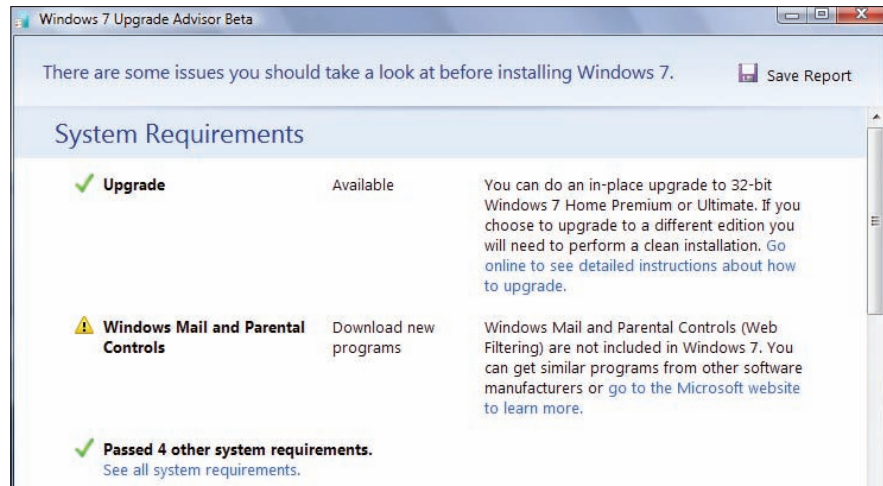 Windows 7 Upgrade Advisor Beta
There are some issues you should take a look at before installing Windows 7.
Save Report
System Requirements
Upgrade
Available
You can do an in-place upgrade to 32-bit
Windows 7 Home Premium or Ultimate. If you
choose to upgrade to a different edition you
will need to perform a clean installation. Go
online to see detailed instructions about how
to upgrade.
Windows Mail and Parental
Controls
Download new
programs
Windows Mail and Parental Controls (Web
Filtering) are not included in Windows 7. You
can get similar programs from other software
manufacturers or go to the Microsoft website
to learn more.
Passed 4 other system requirements.
See all system requirements.